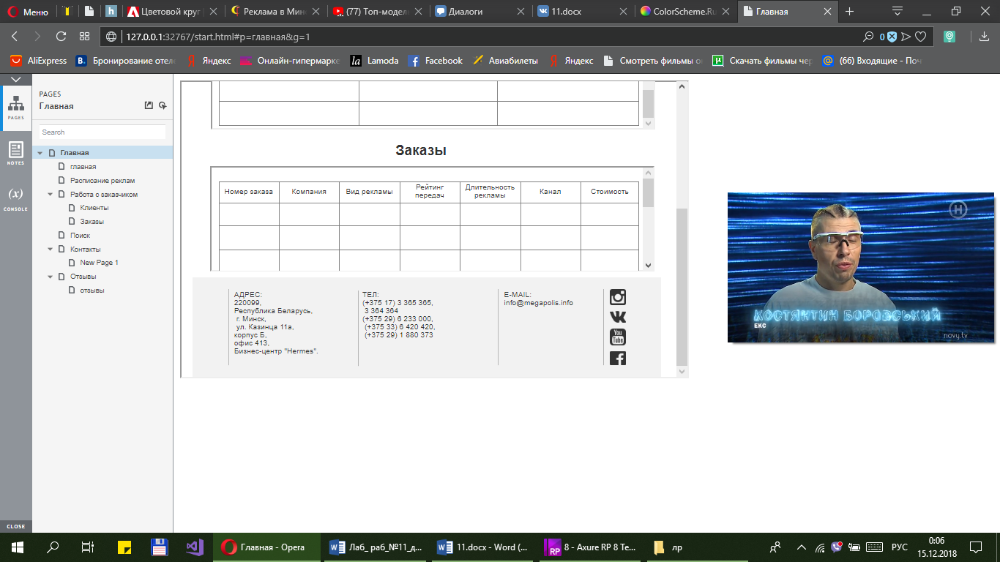 Меню
Цветовой круг
Реклама в Мин
(77) Топ-модел
Диалоги
11.docx
ColorScheme.Ru
Главная
127.0.0.1:32767/start.html#p=главная&g=1
0
AliExpress
Бронирование отеле
Яндекс
Онлайн-гипермарке
Lamoda
Facebook
Авиабилеты
Яндекс
Смотреть фильмы о
Скачать фильмы чер
(66) Входящие - Поч
PAGES
Главная
Search
PAGES
NOTES
(x)
CONSOLE
CLOSE
Главная
главная
Расписание реклам
Работа с заказчиком
Клиенты
Заказы
Поиск
Контакты
New Page 1
Отзывы
отзывы
Заказы
Номер заказа
Компания
Вид рекламы
Рейтинг
передач
Длительность
рекламы
Канал
Стоимость
АДРЕС:
220099,
Республика Беларусь,
г. Минск,
ул. Казинца 11а,
корпус Б,
офис 413,
Бизнес-центр "Hermes".
ТЕЛ:
(+375 17) 3 365 365,
3 364 364
(+375 29) 6 233 000,
(+375 33) 6 420 420,
(+375 29) 1 880 373
E-MAIL:
info@megapolis.info
You
Tube
H
КОСТЯНТИН БОРОВСЬКИЙ
ЕКС
novy.tv
Главная - Opera
Лаб_ раб_№11_д...
11.docx - Word (...
RP
8 - Axure RP 8 Te...
лр
РУС
0:06
15.12.2018